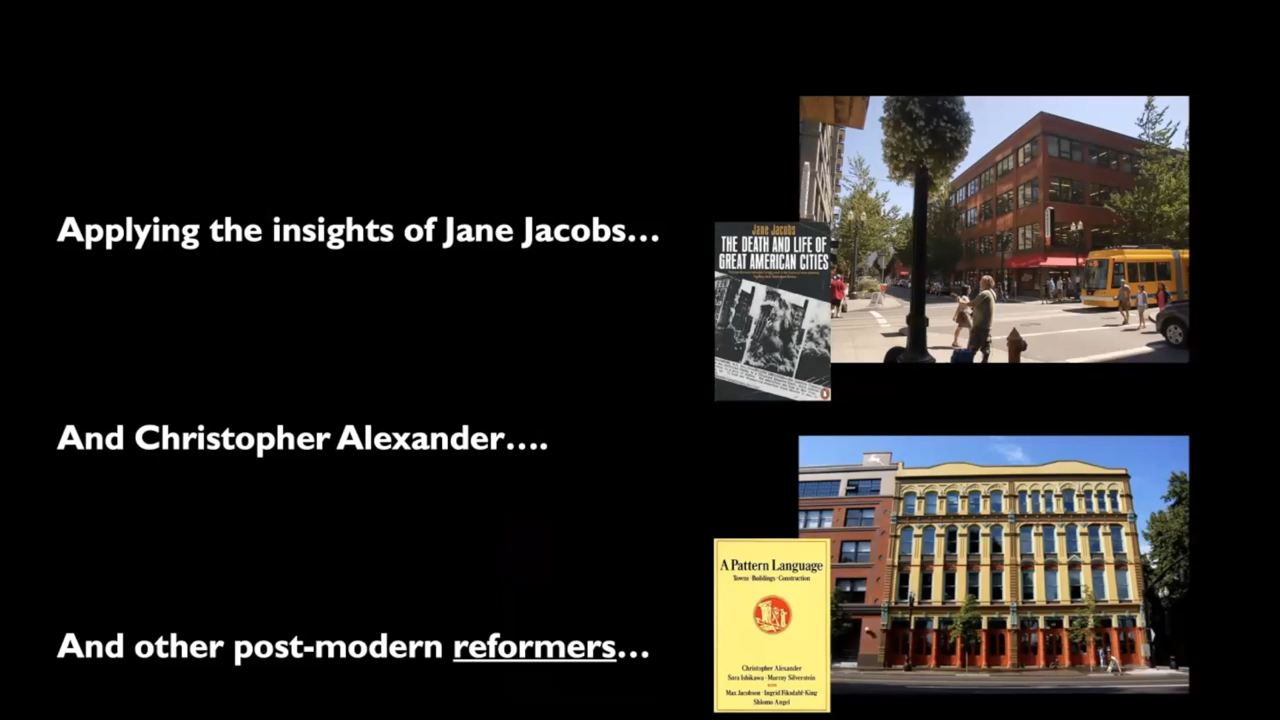 Applying the insights of Jane Jacobs...
Jane Jacobs
THE DEATH AND LIFE OF
GREAT AMERICAN CITIES
And Christopher Alexander....
A Pattern Language
Towns · Buildings · Construction
Christopher Alexander
Sara Ishikawa · Murray Silverstein
WITH
Max Jacobson · Ingrid Fiksdahl-King
Shlomo Angel
And other post-modern reformers...